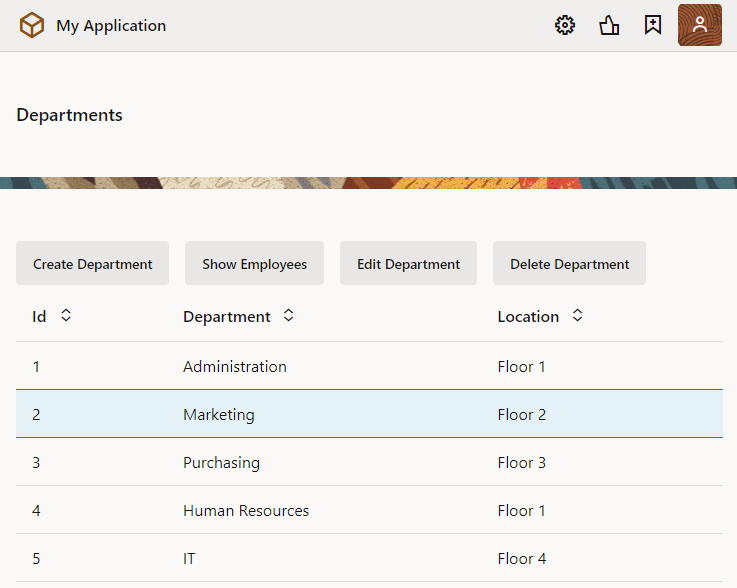 My Application
Departments
Create Department Show Employees Edit Department Delete Department
Id Department Location
1 Administration Floor 1
2 Marketing Floor 2
3 Purchasing Floor 3
4 Human Resources Floor 1
5 IT Floor 4